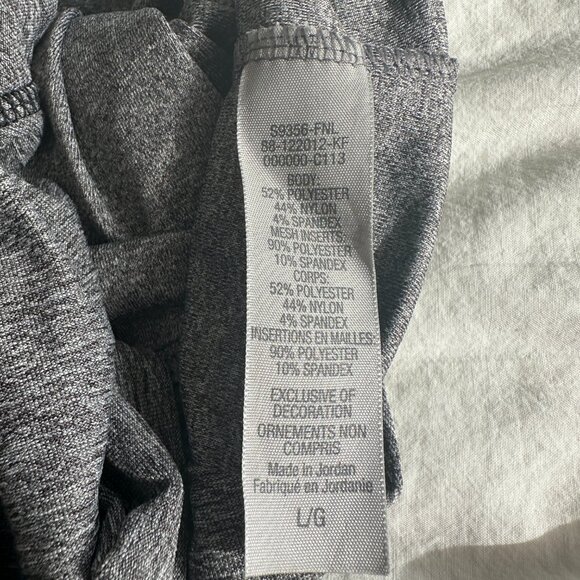 S9356-FNL
88-122012-KF
000000-C113
BODY:
52% POLYESTER
44% NYLON
4% SPANDEX
MESH INSERTS:
90% POLYESTER
10% SPANDEX
CORPS:
52% POLYESTER
44% NYLON
4% SPANDEX
INSERTIONS EN MAILLES:
90% POLYESTER
10% SPANDEX
EXCLUSIVE OF
DECORATION
ORNEMENTS NON
COMPRIS
Made in Jordan
Fabriqué en Jordanie
L/G